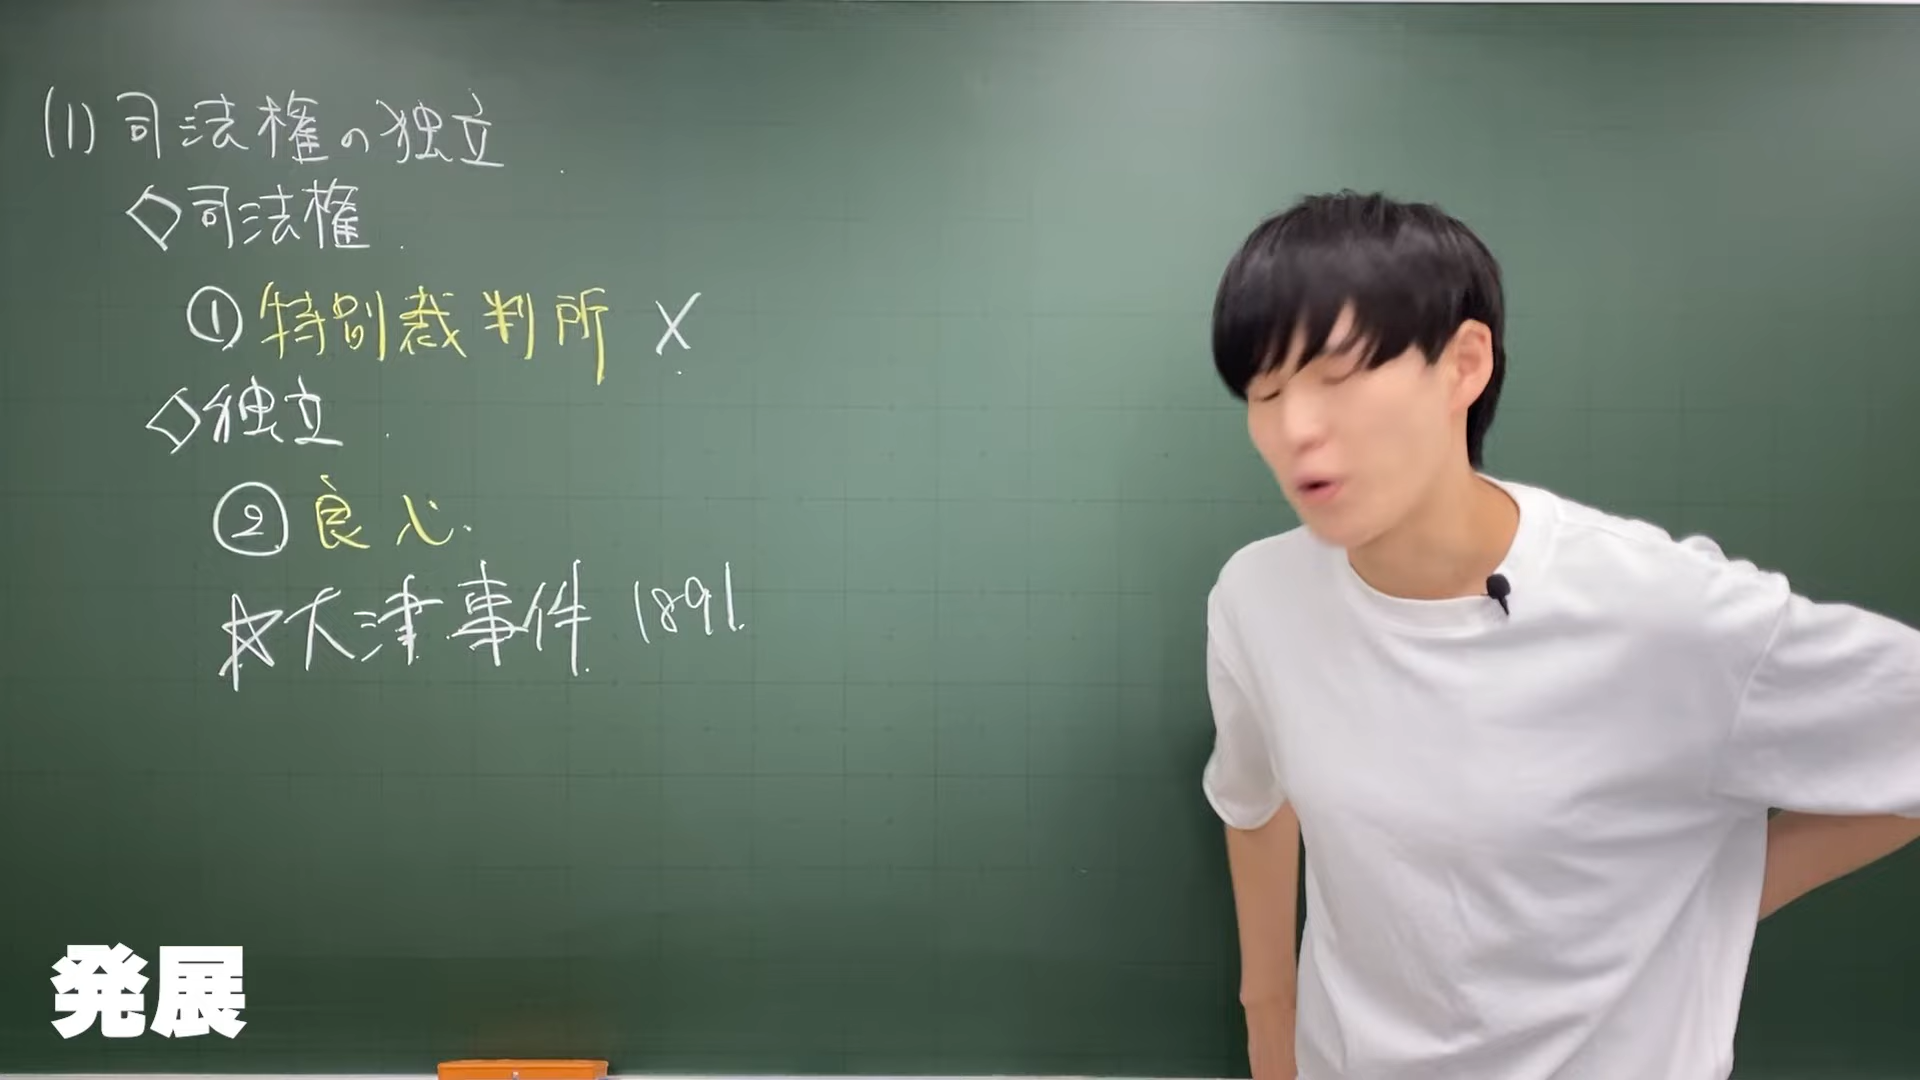 (1) 司法権の独立
◇司法権
① 特別裁判所 ×
◇独立
② 良心
☆大津事件 1891
発展